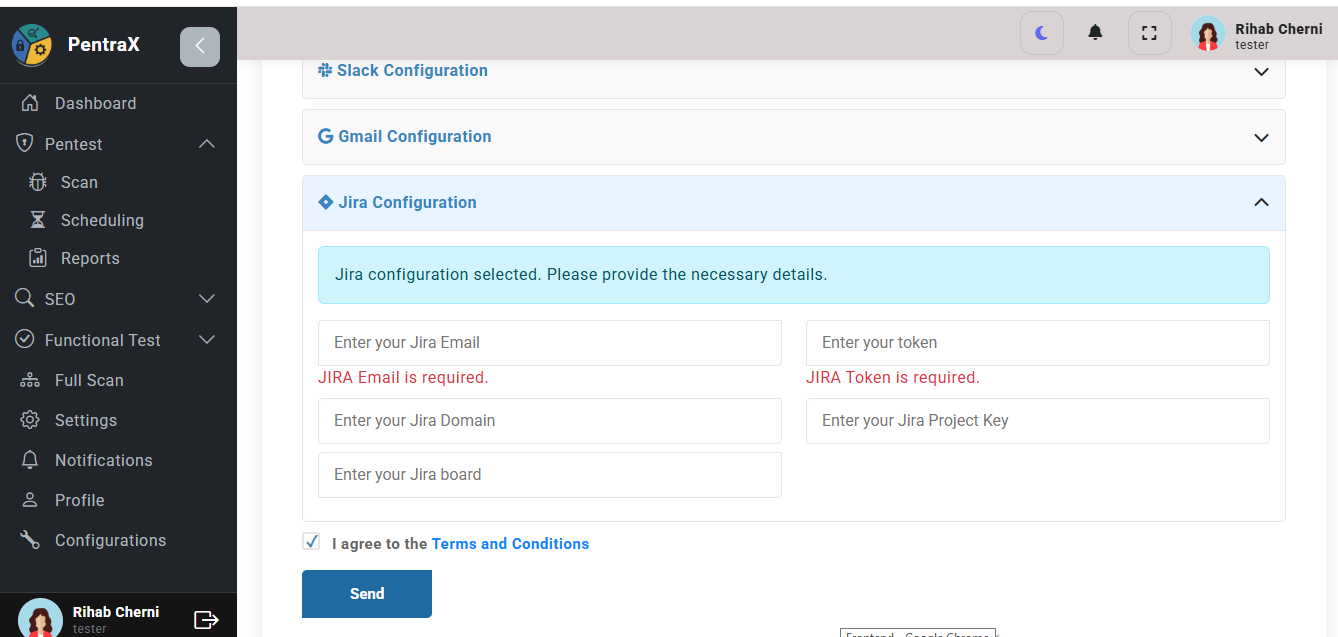 PentraX
Rihab Cherni
tester
Dashboard
Pentest
Scan
Scheduling
Reports
SEO
Functional Test
Full Scan
Settings
Notifications
Profile
Configurations
Rihab Cherni
tester
Slack Configuration
Gmail Configuration
Jira Configuration
Jira configuration selected. Please provide the necessary details.
Enter your Jira Email
Enter your token
JIRA Email is required.
JIRA Token is required.
Enter your Jira Domain
Enter your Jira Project Key
Enter your Jira board
I agree to the Terms and Conditions
Send
Frontend - Google Chrome